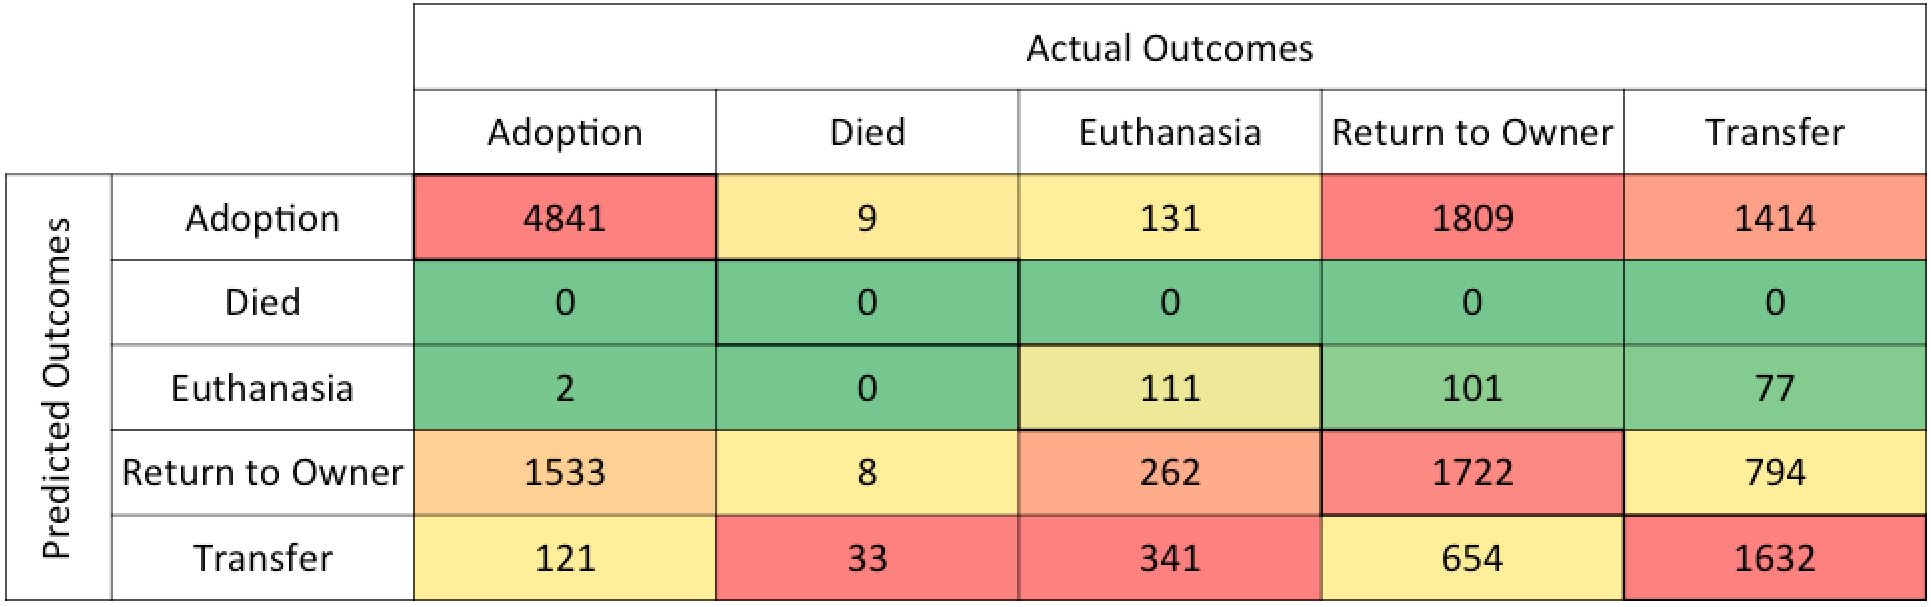 Actual Outcomes
Adoption Died Euthanasia Return to Owner Transfer
Predicted Outcomes
Adoption 4841 9 131 1809 1414
Died 0 0 0 0 0
Euthanasia 2 0 111 101 77
Return to Owner 1533 8 262 1722 794
Transfer 121 33 341 654 1632